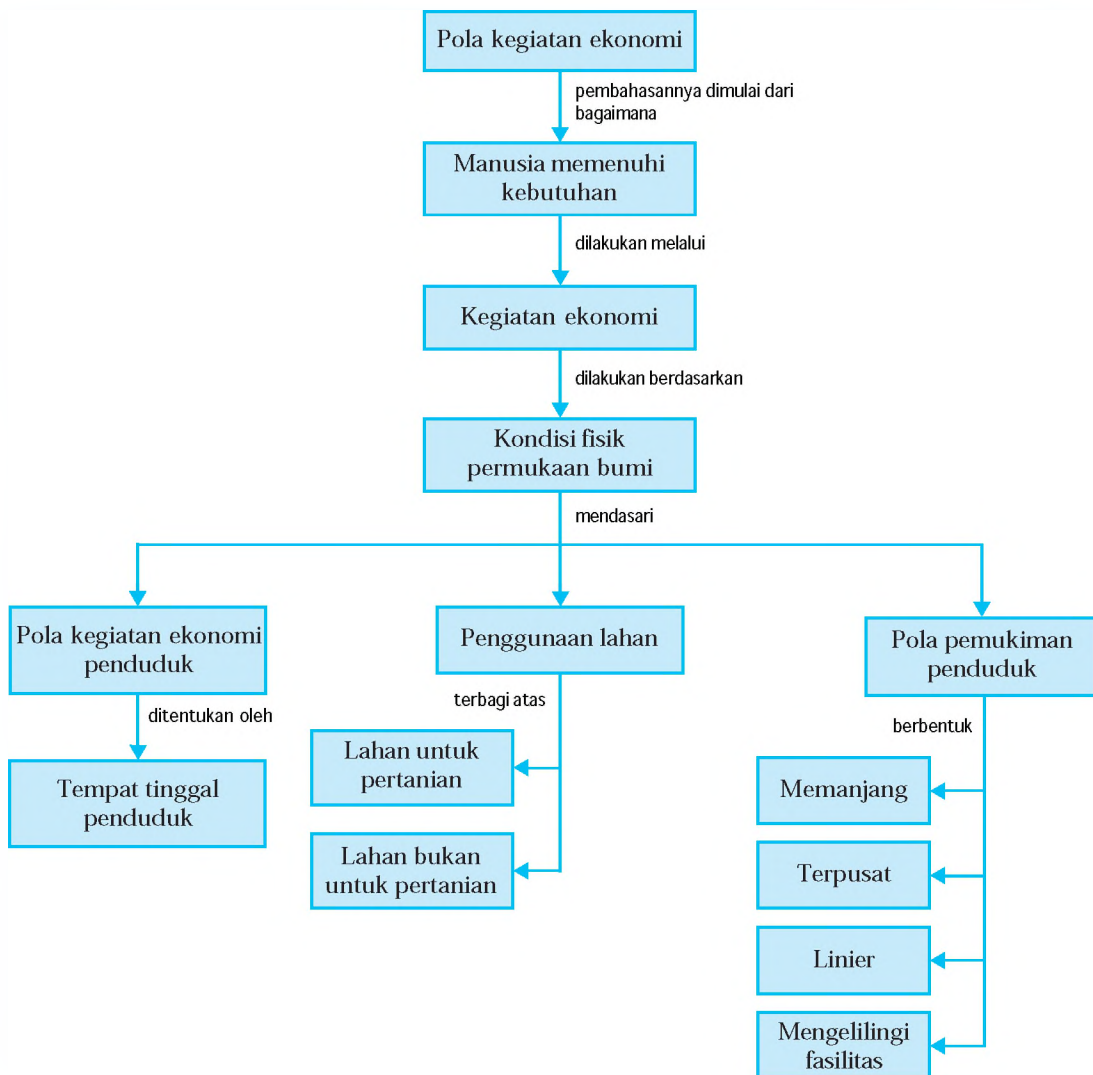 Pola kegiatan ekonomi
pembahasannya dimulai dari
bagaimana
Manusia memenuhi
kebutuhan
dilakukan melalui
Kegiatan ekonomi
dilakukan berdasarkan
Kondisi fisik
permukaan bumi
mendasari
Pola kegiatan ekonomi
penduduk
ditentukan oleh
Tempat tinggal
penduduk
Penggunaan lahan
terbagi atas
Lahan untuk
pertanian
Lahan bukan
untuk pertanian
Pola pemukiman
penduduk
berbentuk
Memanjang
Terpusat
Linier
Mengelilingi
fasilitas